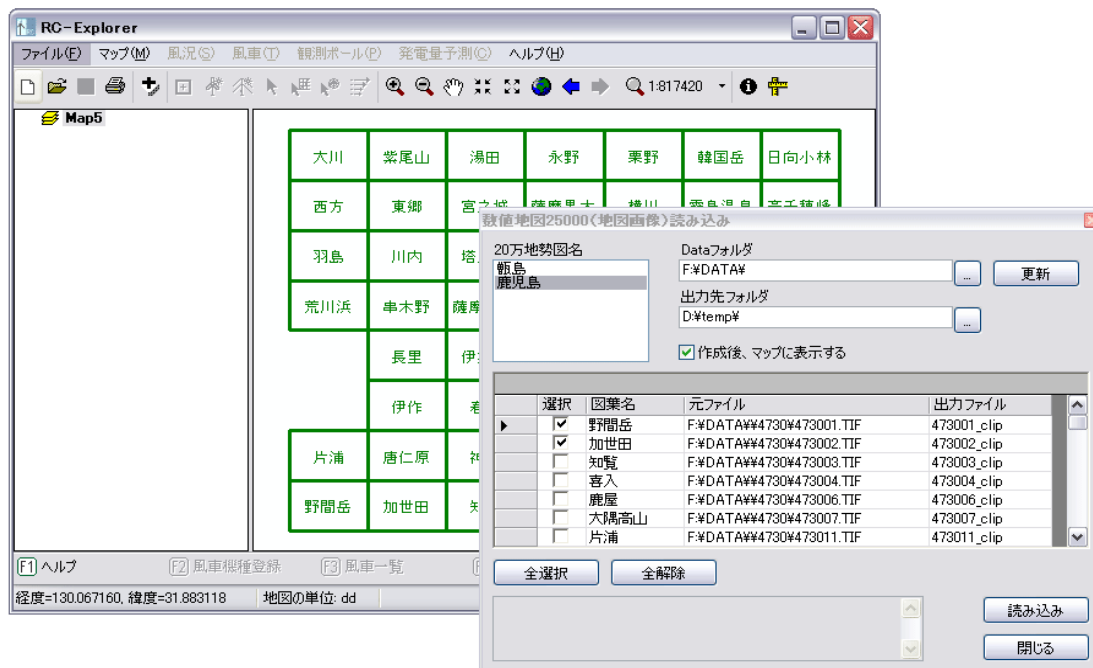 RC-Explorer
ファイル(F) マップ(M) 風況(S) 風車(T) 観測ポール(P) 発電量予測(C) ヘルプ(H)
1:817420
Map5
大川 紫尾山 湯田 永野 栗野 韓国岳 日向小林
西方 東郷 宮之城
羽島 川内
荒川浜 串木野
長里
伊作
片浦 唐仁原
野間岳 加世田
F1 ヘルプ F2 風車機種登録 F3 風車一覧
経度=130.067160, 緯度=31.883118 地図の単位: dd
数値地図25000(地図画像)読み込み
20万地勢図名
甑島
鹿児島
Dataフォルダ
F:¥DATA¥
... 更新
出力先フォルダ
D:¥temp¥
...
作成後、マップに表示する
選択 図葉名 元ファイル 出力ファイル
野間岳 F:¥DATA¥¥4730¥473001.TIF 473001_clip
加世田 F:¥DATA¥¥4730¥473002.TIF 473002_clip
知覧 F:¥DATA¥¥4730¥473003.TIF 473003_clip
喜入 F:¥DATA¥¥4730¥473004.TIF 473004_clip
鹿屋 F:¥DATA¥¥4730¥473006.TIF 473006_clip
大隅高山 F:¥DATA¥¥4730¥473007.TIF 473007_clip
片浦 F:¥DATA¥¥4730¥473011.TIF 473011_clip
全選択 全解除
読み込み
閉じる